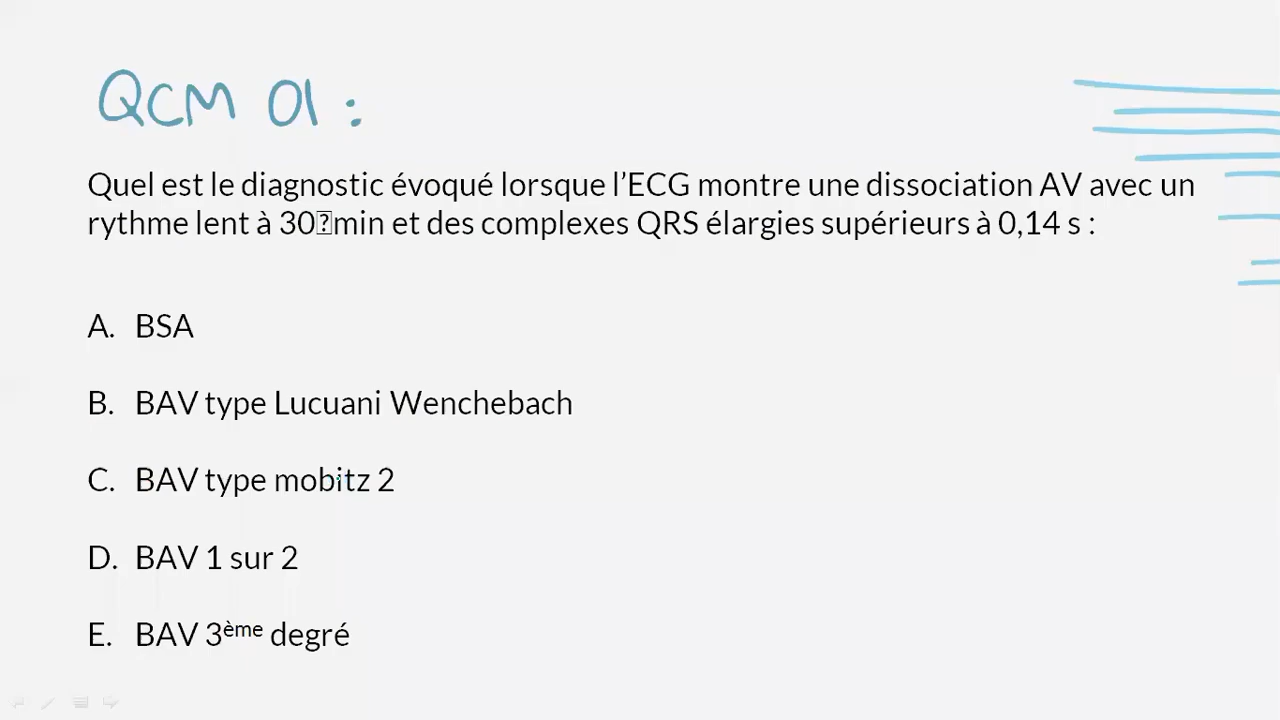 QCM 01 :
Quel est le diagnostic évoqué lorsque l’ECG montre une dissociation AV avec un
rythme lent à 30�min et des complexes QRS élargies supérieurs à 0,14 s :
A. BSA
B. BAV type Lucuani Wenchebach
C. BAV type mobitz 2
D. BAV 1 sur 2
E. BAV 3ème degré